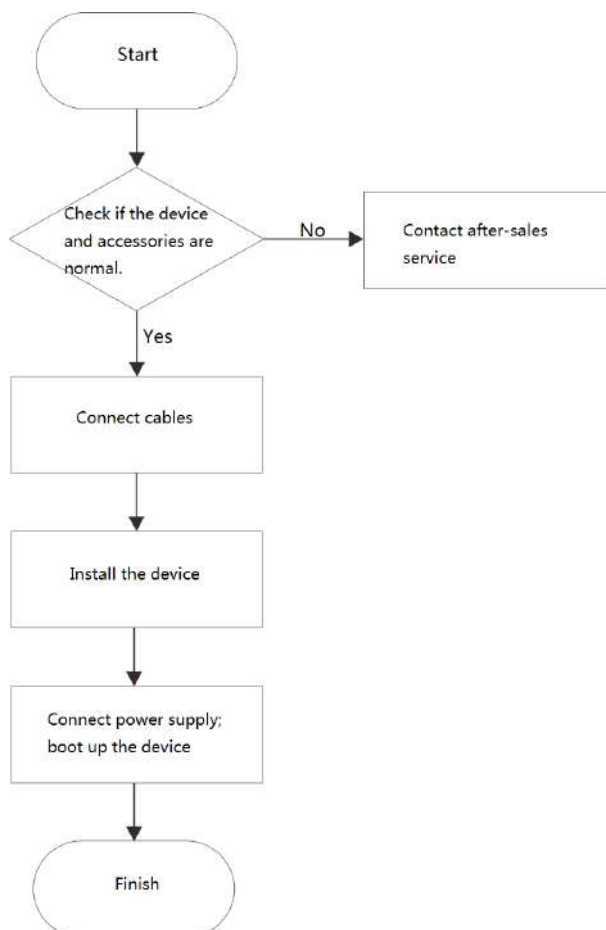 Start
Check if the device
and accessories are
normal.
No
Contact after-sales
service
Yes
Connect cables
Install the device
Connect power supply;
boot up the device
Finish